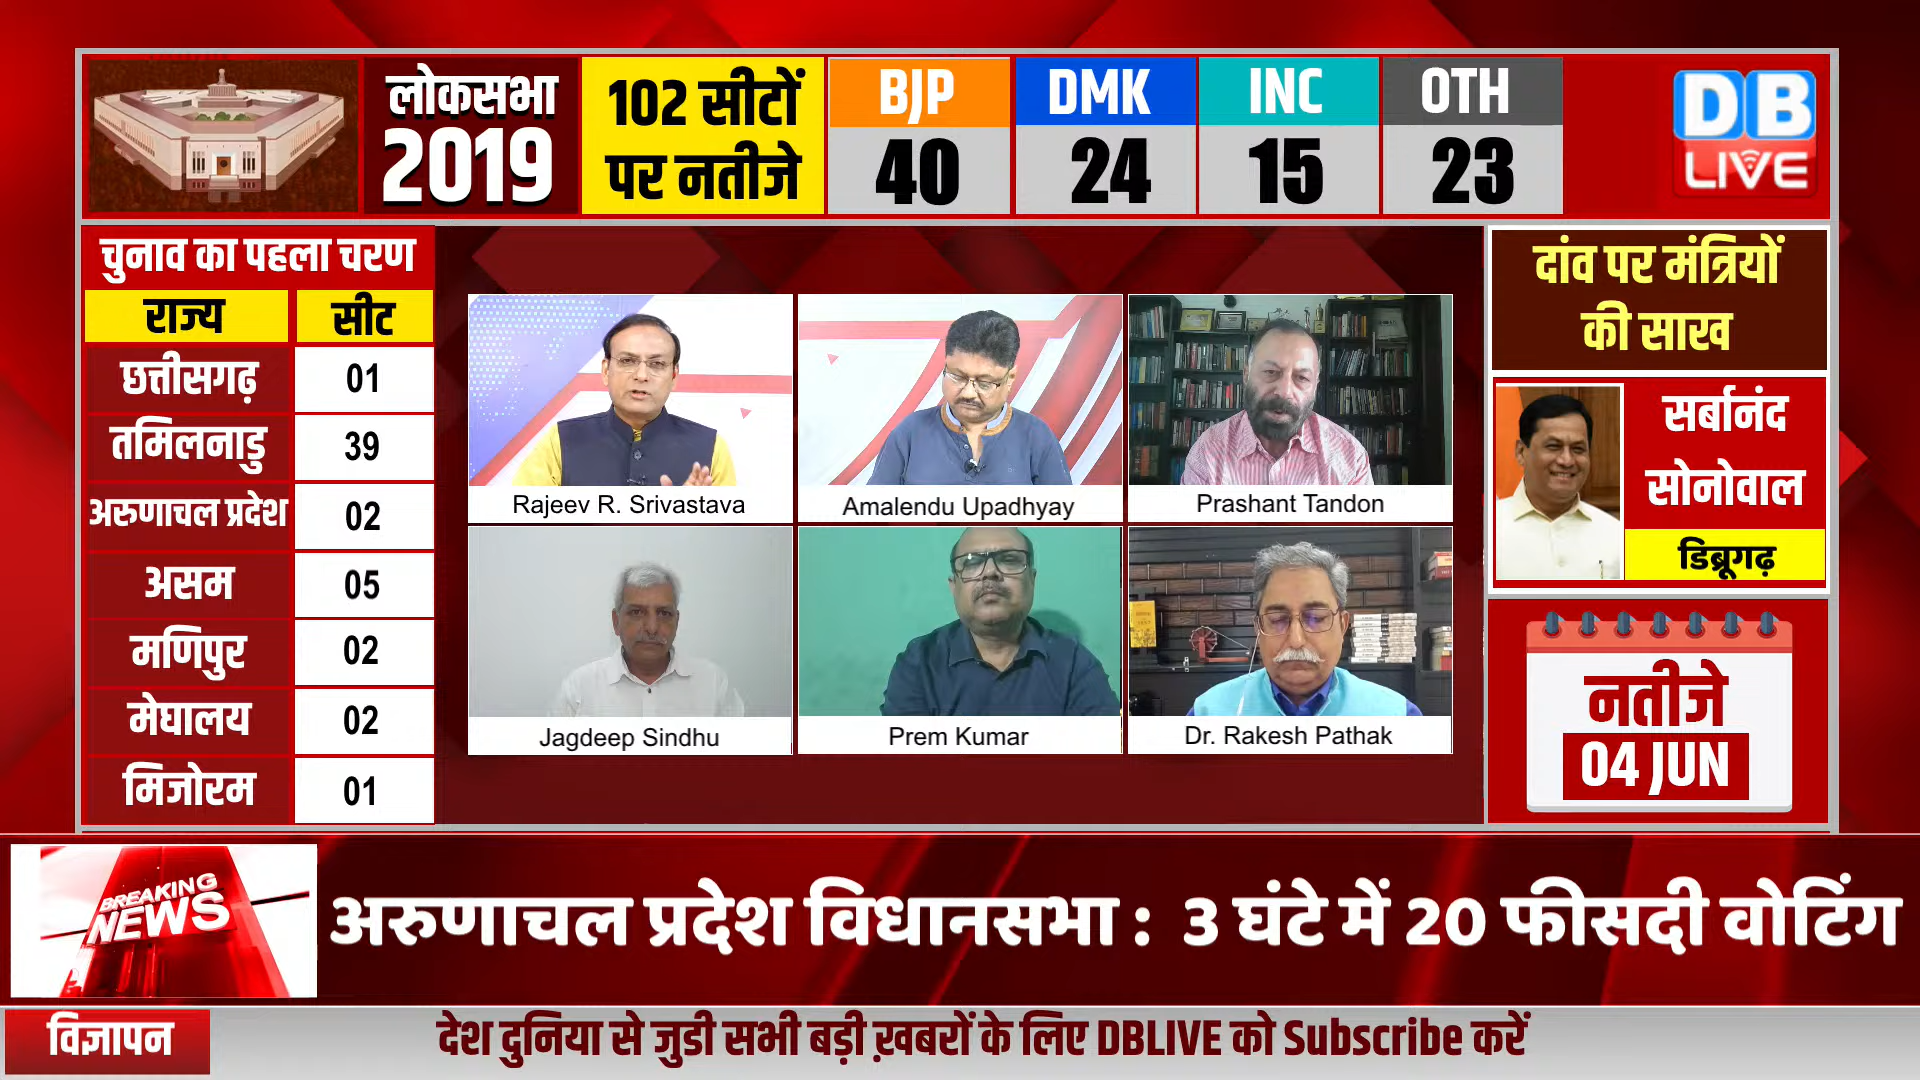 लोकसभा
2019
102 सीटों
पर नतीजे
BJP
40
DMK
24
INC
15
OTH
23
DB
LIVE
चुनाव का पहला चरण
राज्य सीट
छत्तीसगढ़ 01
तमिलनाडु 39
अरुणाचल प्रदेश 02
असम 05
मणिपुर 02
मेघालय 02
मिजोरम 01
Rajeev R. Srivastava
Amalendu Upadhyay
Prashant Tandon
Jagdeep Sindhu
Prem Kumar
Dr. Rakesh Pathak
दांव पर मंत्रियों
की साख
सर्बानंद
सोनोवाल
डिब्रूगढ़
नतीजे
04 JUN
BREAKING
NEWS
अरुणाचल प्रदेश विधानसभा : 3 घंटे में 20 फीसदी वोटिंग
विज्ञापन
देश दुनिया से जुडी सभी बड़ी ख़बरों के लिए DBLIVE को Subscribe करें